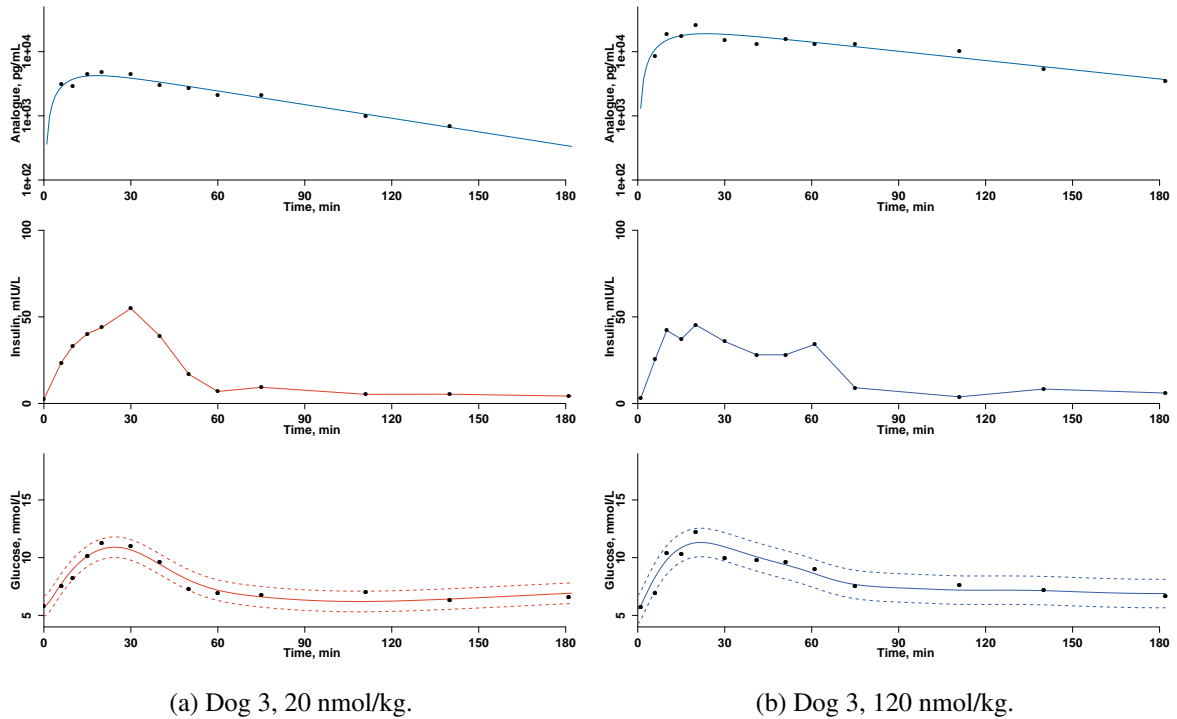 Analogue, pg/mL
1e+02 1e+03 1e+04
0 30 60 90 120 150 180
Time, min
Analogue, pg/mL
1e+02 1e+03 1e+04
0 30 60 90 120 150 180
Time, min
Insulin, mIU/L
0 50 100
0 30 60 90 120 150 180
Time, min
Insulin, mIU/L
0 50 100
0 30 60 90 120 150 180
Time, min
Glucose, mmol/L
5 10 15
0 30 60 90 120 150 180
Time, min
Glucose, mmol/L
5 10 15
0 30 60 90 120 150 180
Time, min
(a) Dog 3, 20 nmol/kg.
(b) Dog 3, 120 nmol/kg.